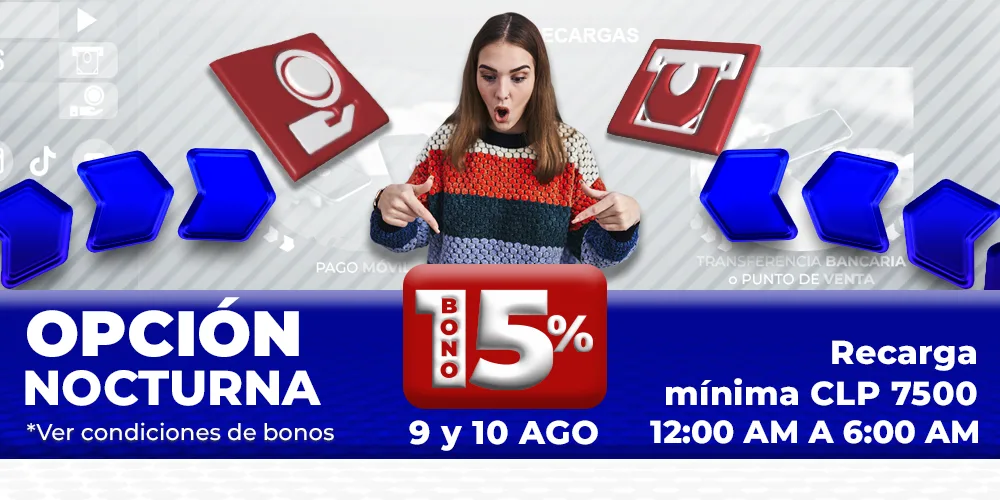 ECARGAS
PAGO MÓVIL
TRANSFERENCIA BANCARIA
o PUNTO DE VENTA
OPCIÓN
NOCTURNA
*Ver condiciones de bonos
BONO
15%
9 y 10 AGO
Recarga
mínima CLP 7500
12:00 AM A 6:00 AM